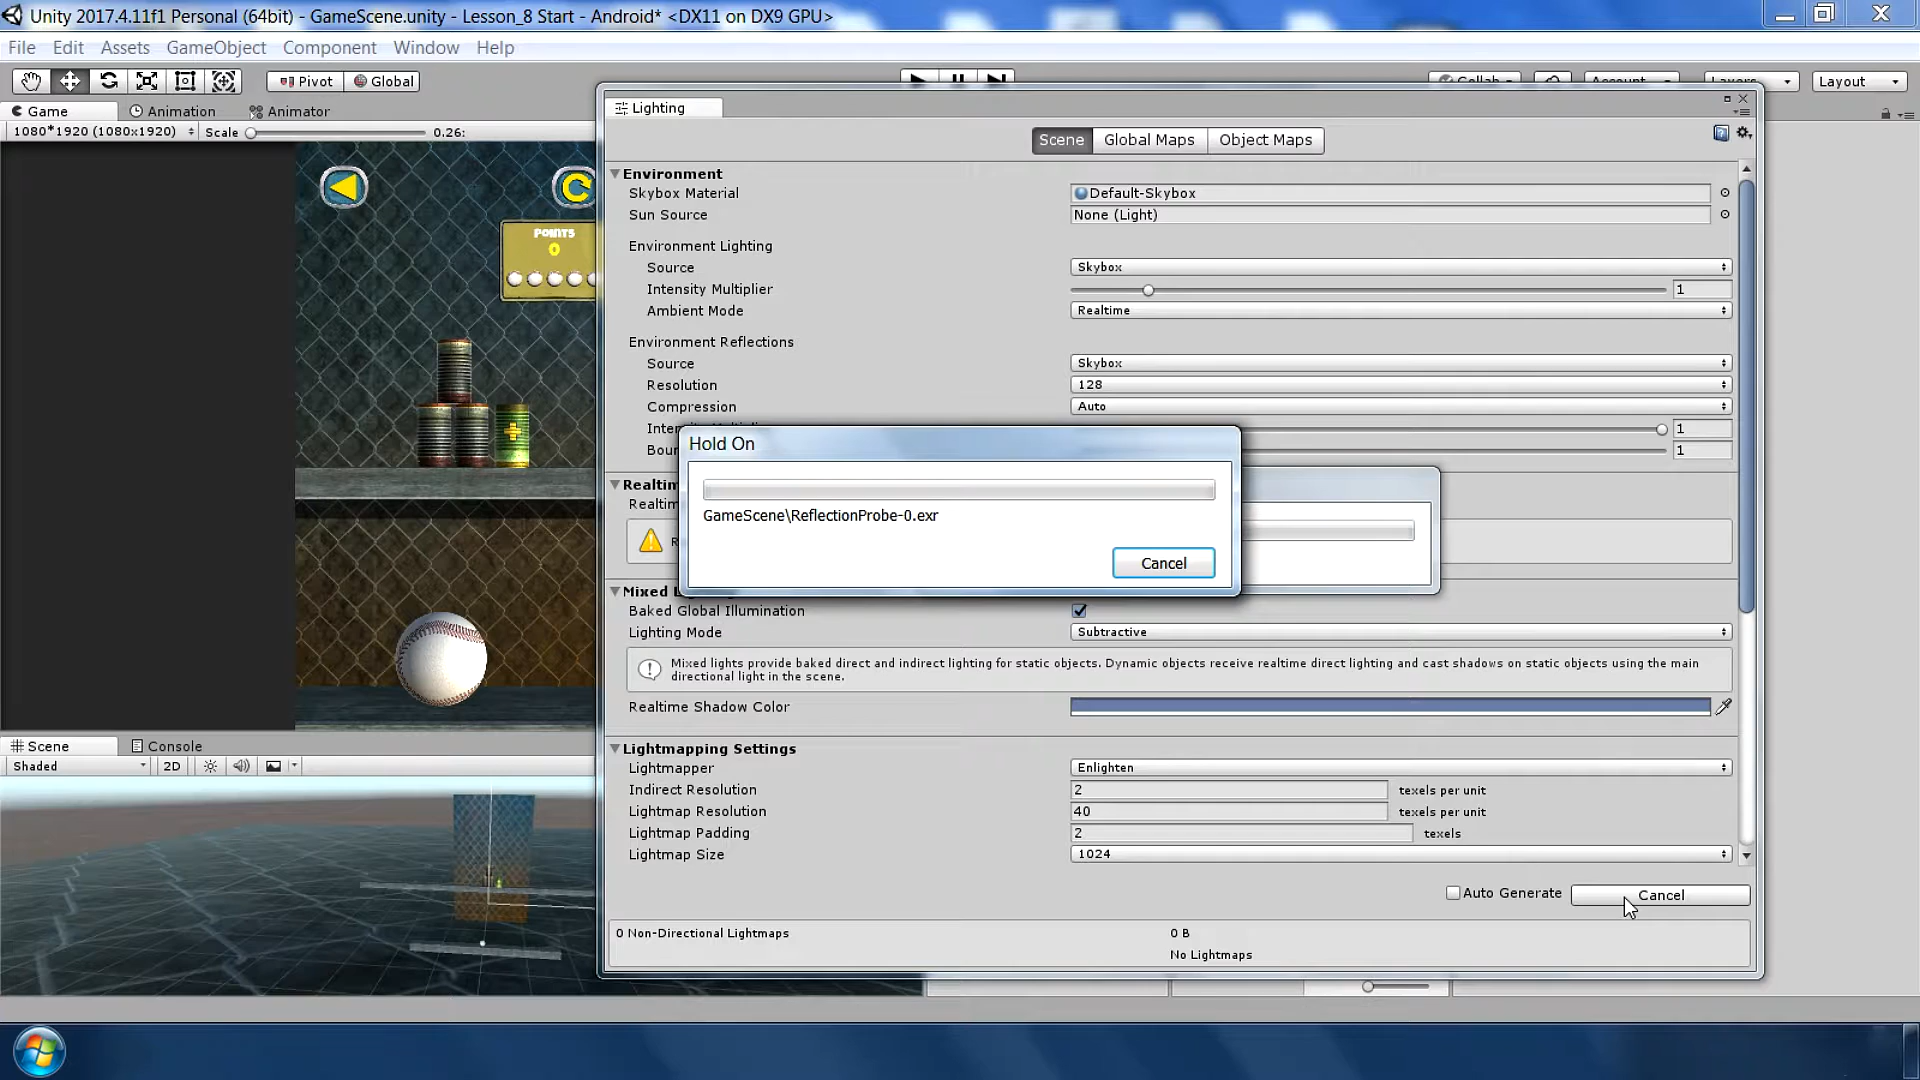 Unity 2017.4.11f1 Personal (64bit) - GameScene.unity - Lesson_8 Start - Android* <DX11 on DX9 GPU>
File Edit Assets GameObject Component Window Help
Pivot Global Collab Account Layers Layout
Game Animation Animator
1080*1920 (1080x1920) Scale 0.26:
POINTS
0
Lighting
Scene Global Maps Object Maps
Environment
Skybox Material Default-Skybox
Sun Source None (Light)
Environment Lighting
Source Skybox
Intensity Multiplier 1
Ambient Mode Realtime
Environment Reflections
Source Skybox
Resolution 128
Compression Auto
1
1
Hold On
GameScene\ReflectionProbe-0.exr
Cancel
Baked Global Illumination
Lighting Mode Subtractive
Mixed lights provide baked direct and indirect lighting for static objects. Dynamic objects receive realtime direct lighting and cast shadows on static objects using the main
directional light in the scene.
Realtime Shadow Color
Lightmapping Settings
Lightmapper Enlighten
Indirect Resolution 2 texels per unit
Lightmap Resolution 40 texels per unit
Lightmap Padding 2 texels
Lightmap Size 1024
Auto Generate Cancel
0 Non-Directional Lightmaps 0 B
No Lightmaps
Scene Console
Shaded 2D